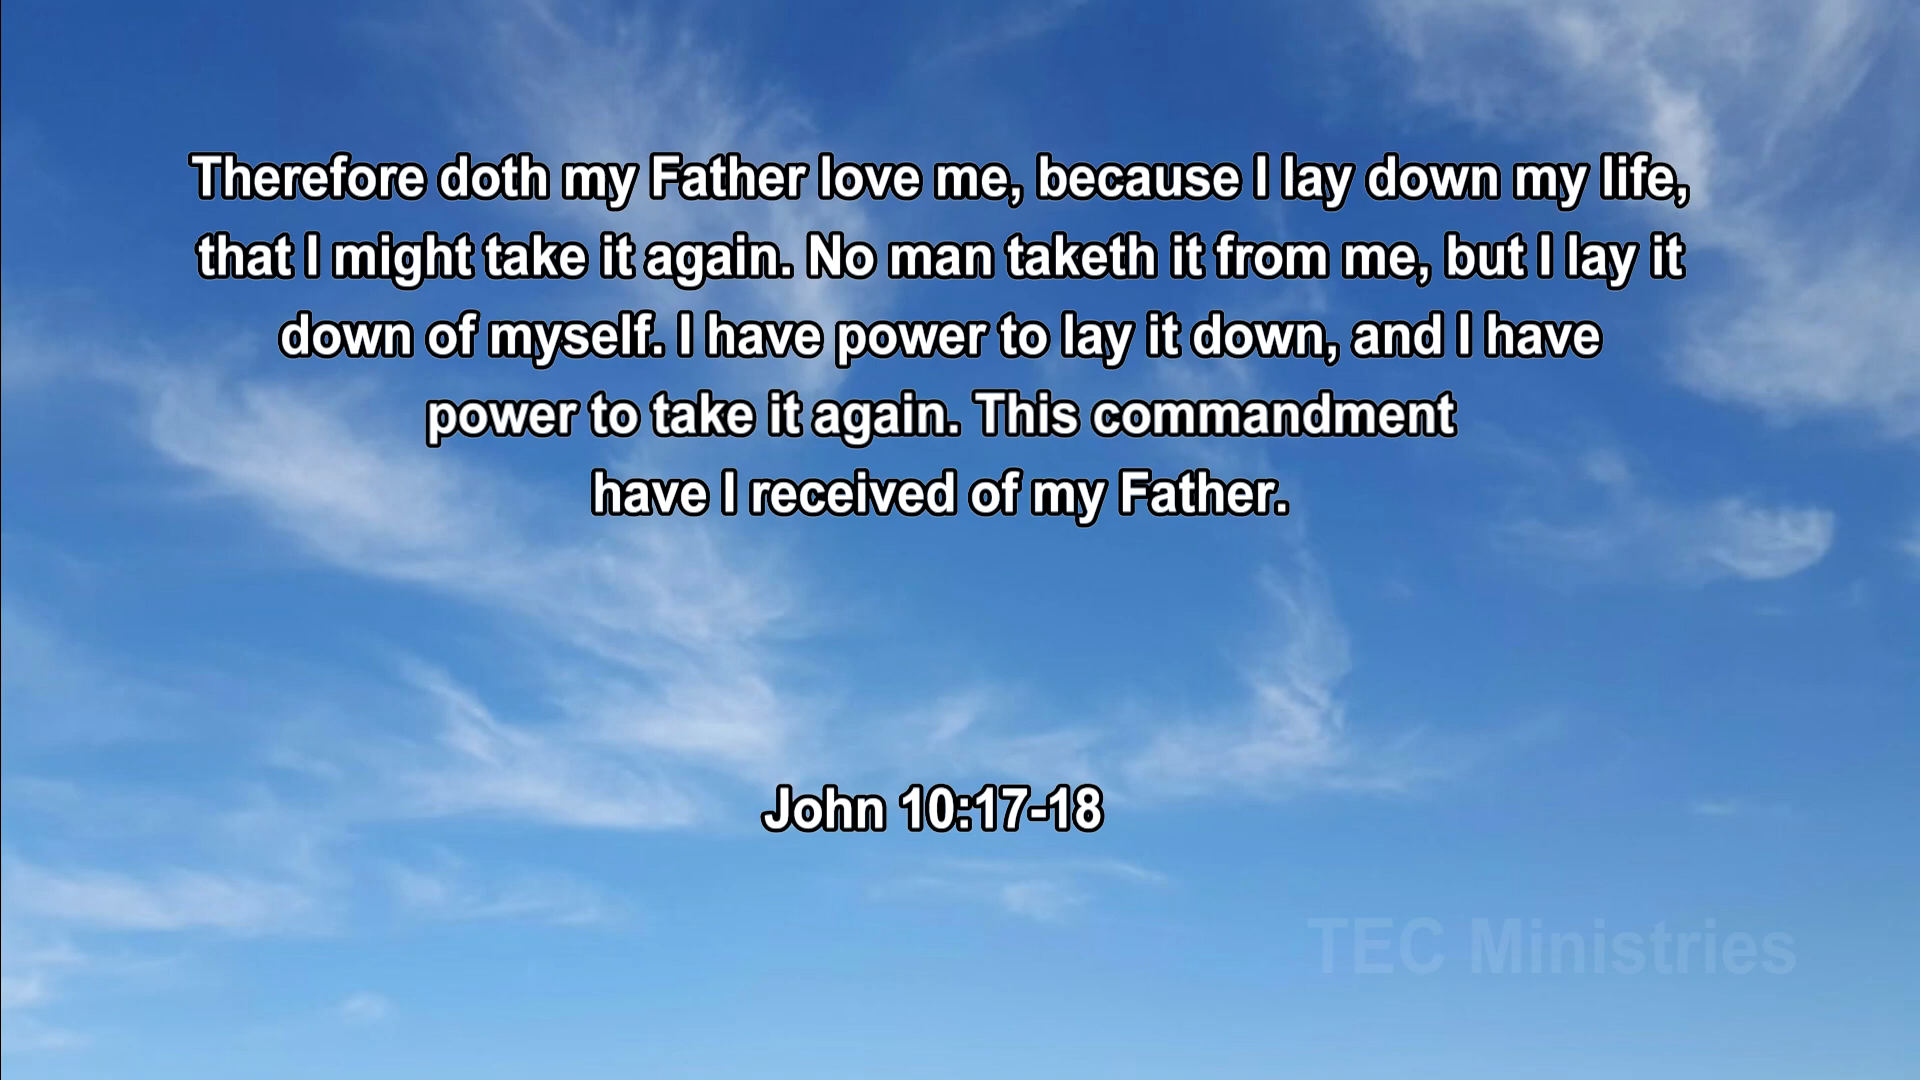 Therefore doth my Father love me, because I lay down my life,
that I might take it again. No man taketh it from me, but I lay it
down of myself. I have power to lay it down, and I have
power to take it again. This commandment
have I received of my Father.
John 10:17-18
TEC Ministries